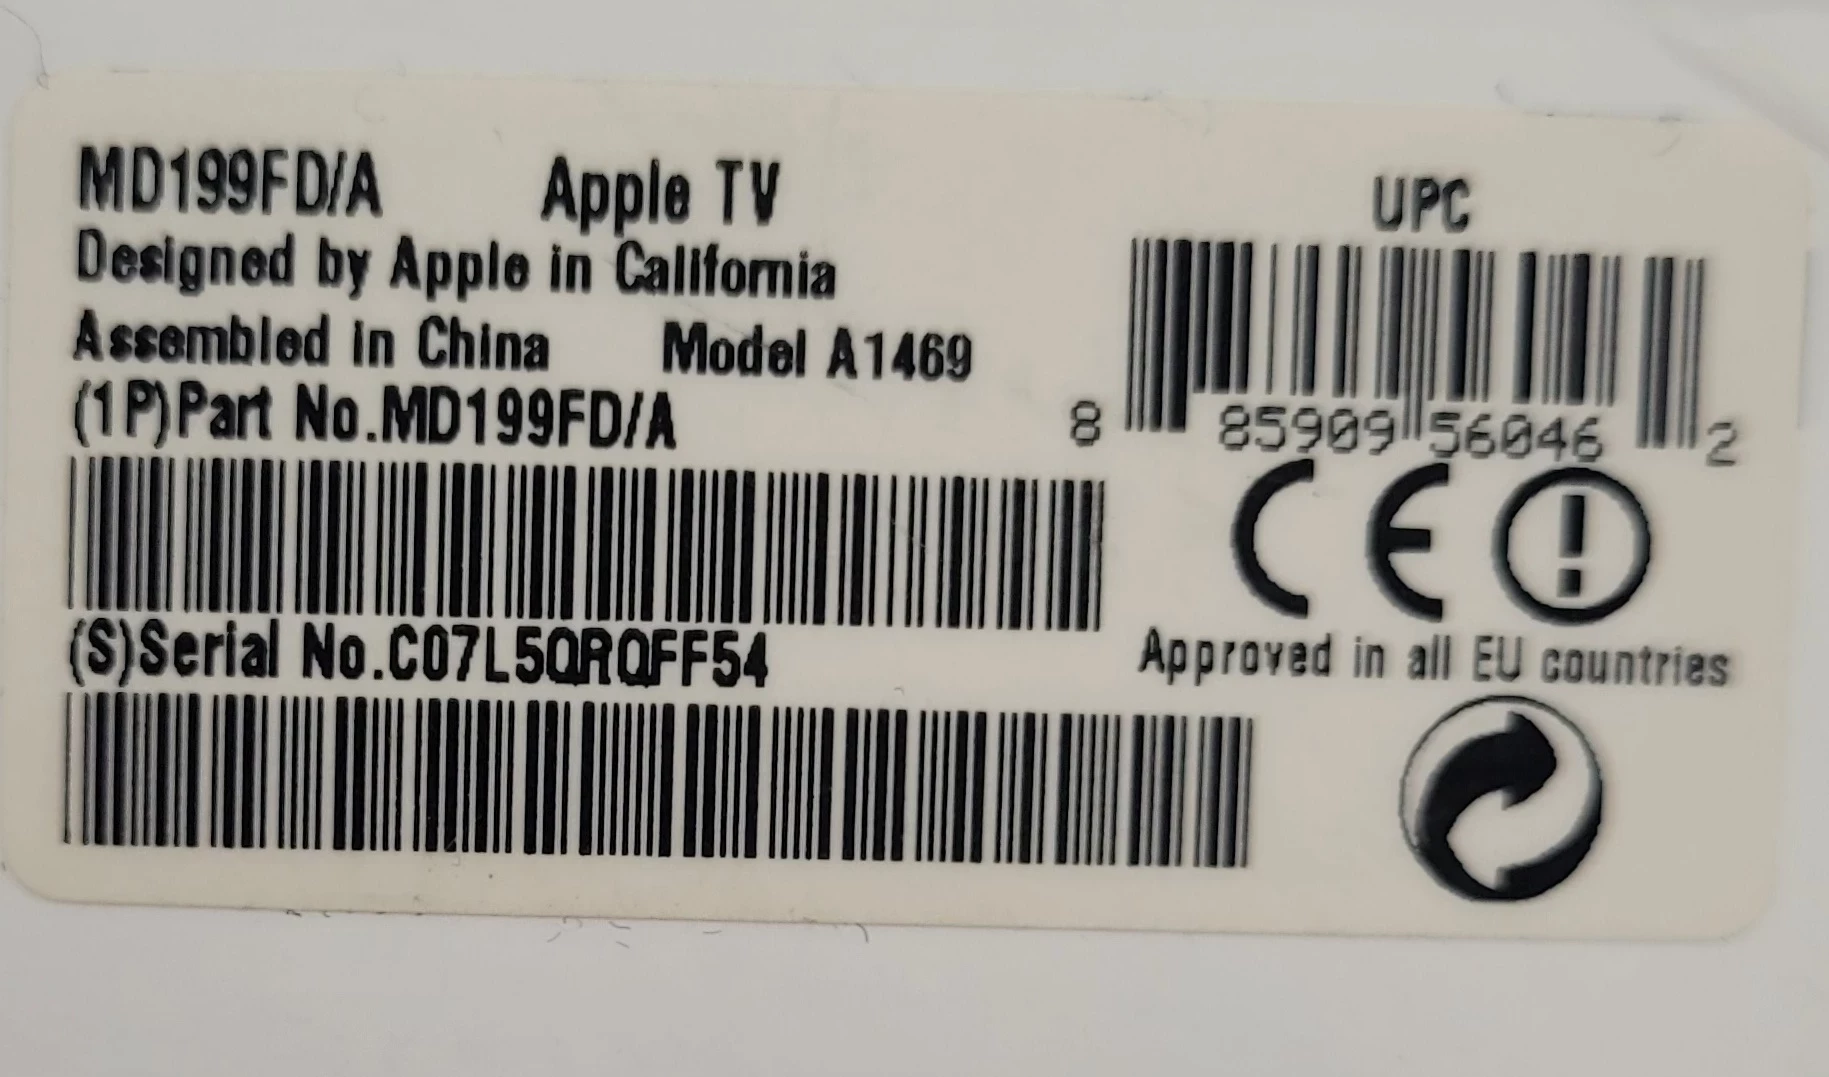 MD199FD/A Apple TV
Designed by Apple in California
Assembled in China Model A1469
(1P)Part No.MD199FD/A
(S)Serial No.C07L5QRQFF54
UPC
8 85909 56046 2
CE
Approved in all EU countries